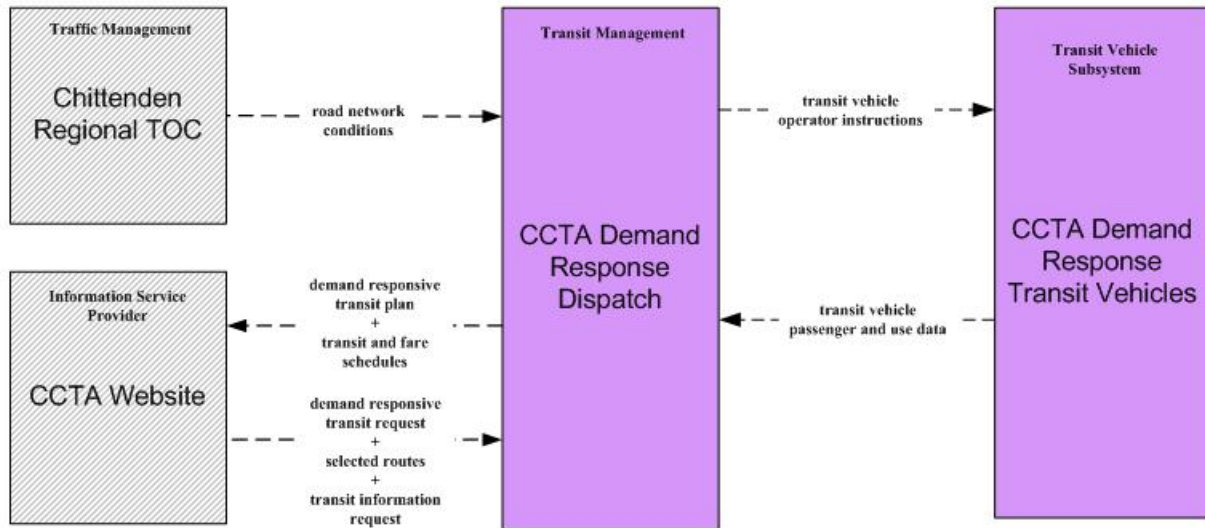 Traffic Management
Chittenden
Regional TOC
road network
conditions
Transit Management
CCTA Demand
Response
Dispatch
transit vehicle
operator instructions
Transit Vehicle
Subsystem
CCTA Demand
Response
Transit Vehicles
transit vehicle
passenger and use data
Information Service
Provider
CCTA Website
demand responsive
transit plan
+
transit and fare
schedules
demand responsive
transit request
+
selected routes
+
transit information
request